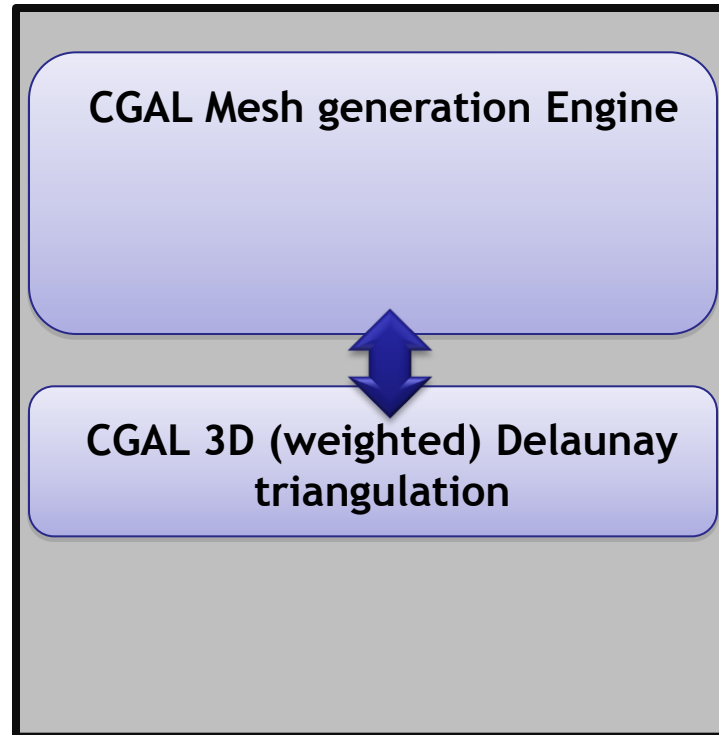 CGAL Mesh generation Engine
CGAL 3D (weighted) Delaunay
triangulation